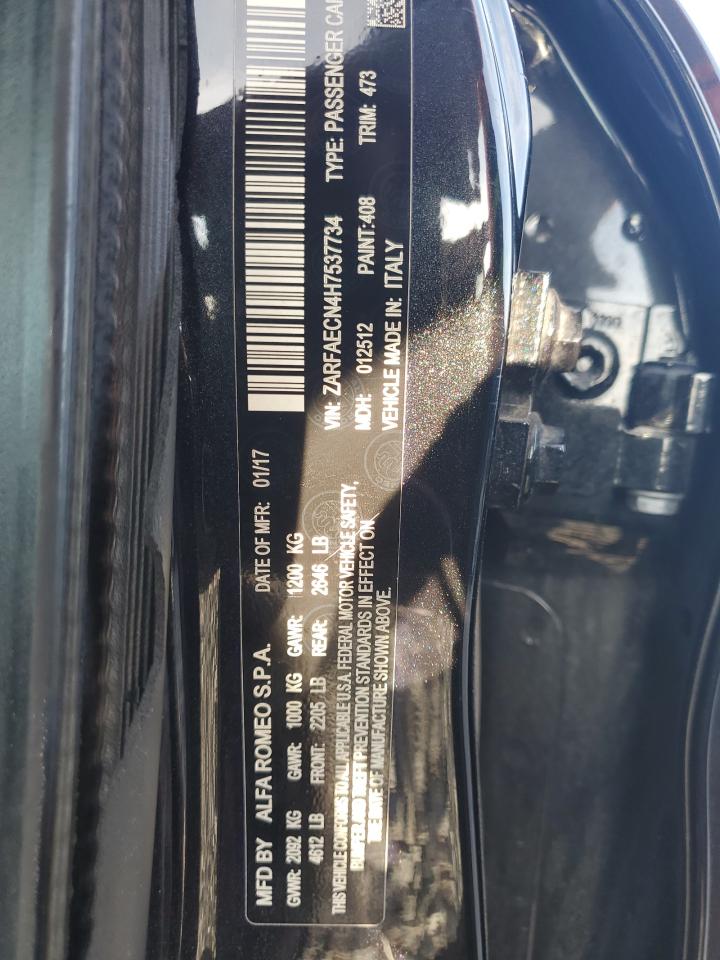 MFD BY ALFA ROMEO S.P.A. DATE OF MFR: 01/17
GVWR: 2092 KG GAWR: 1000 KG GAWR: 1200 KG
4612 LB FRONT: 2205 LB REAR: 2646 LB
THIS VEHICLE CONFORMS TO ALL APPLICABLE U.S.A. FEDERAL MOTOR VEHICLE SAFETY,
BUMPER, AND THEFT PREVENTION STANDARDS IN EFFECT ON
THE DATE OF MANUFACTURE SHOWN ABOVE.
VIN: ZARFAECN4H7537734 TYPE: PASSENGER CAR
MDH: 012512 PAINT: 408 TRIM: 473
VEHICLE MADE IN: ITALY